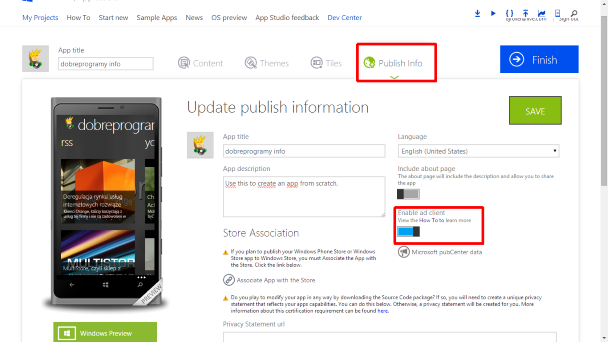 My Projects How To Start new Sample Apps News OS preview App Studio feedback Dev Center
Sign out
App title
dobreprogramy info
Content
Themes
Tiles
Publish Info
Finish
Update publish information
SAVE
App title
dobreprogramy info
App description
Use this to create an app from scratch.
Language
English (United States)
Include about page
The about page will include the description and allow you to share
the app
Enable ad client
View the How To to learn more
Microsoft pubCenter data
Store Association
If you plan to publish your Windows Phone Store or Windows
Store app to Windows Store, you must Associate the App with
the Store. Click the link below.
Associate App with the Store
Do you play to modify your app in any way by downloading the Source Code package? If so, you will need to create a unique privacy
statement that reflects your apps capabilities. You can do this below. Otherwise, a privacy statement will be created for you. More
information about this certification requirement can be found here.
Privacy Statement url
dobreprogran
rss
yc
Deregulacja rynku usług
internetowych rozwiąże
MultiStore, czyli sklep z
PREVIEW
Windows Preview